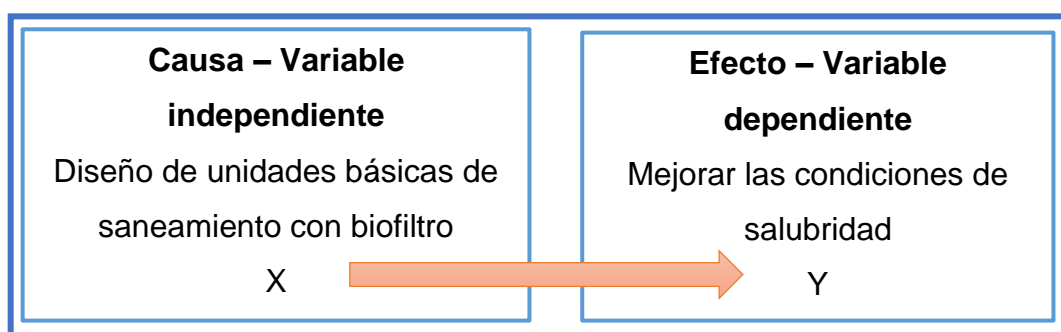 Causa – Variable
independiente
Diseño de unidades básicas de
saneamiento con biofiltro
X
Efecto – Variable
dependiente
Mejorar las condiciones de
salubridad
Y